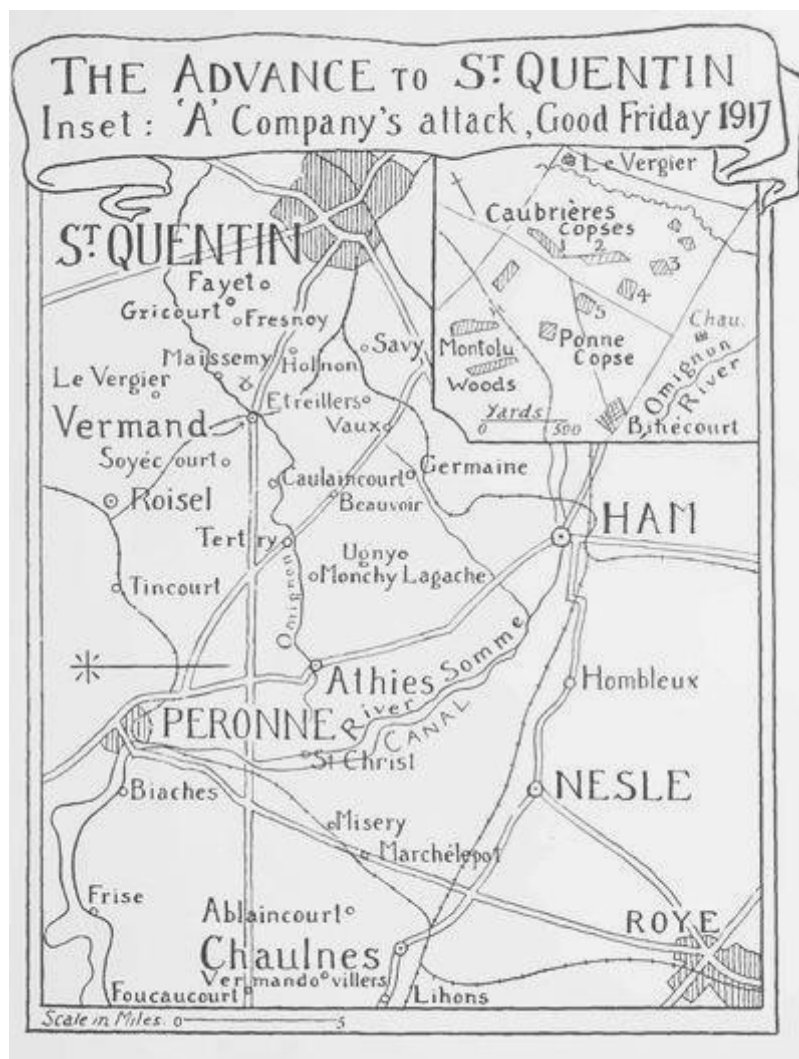 THE ADVANCE TO ST QUENTIN
Inset: 'A' Company's attack, Good Friday 1917
Le Vergier
Caubrières
Copses
1 2
3
4
5
Chau.
Montolu
Woods
Ponne
Copse
Omignon
River
Yards
0 500
Bihécourt
ST QUENTIN
Fayet
Gricourt
Fresnoy
Savy
Maissemy
Holnon
Le Vergier
Etreillers
Vermand
Vaux
Soyécourt
Germaine
Caulaincourt
Roisel
Beauvoir
HAM
Tertry
Ugny
Monchy Lagache
Tincourt
Omignon
Athies
River Somme
Hombleux
PERONNE
CANAL
St Christ
NESLE
Biaches
Misery
Marchélepot
Frise
Ablaincourt
ROYE
Chaulnes
Vermandovillers
Foucaucourt
Lihons
Scale in Miles. 0 5